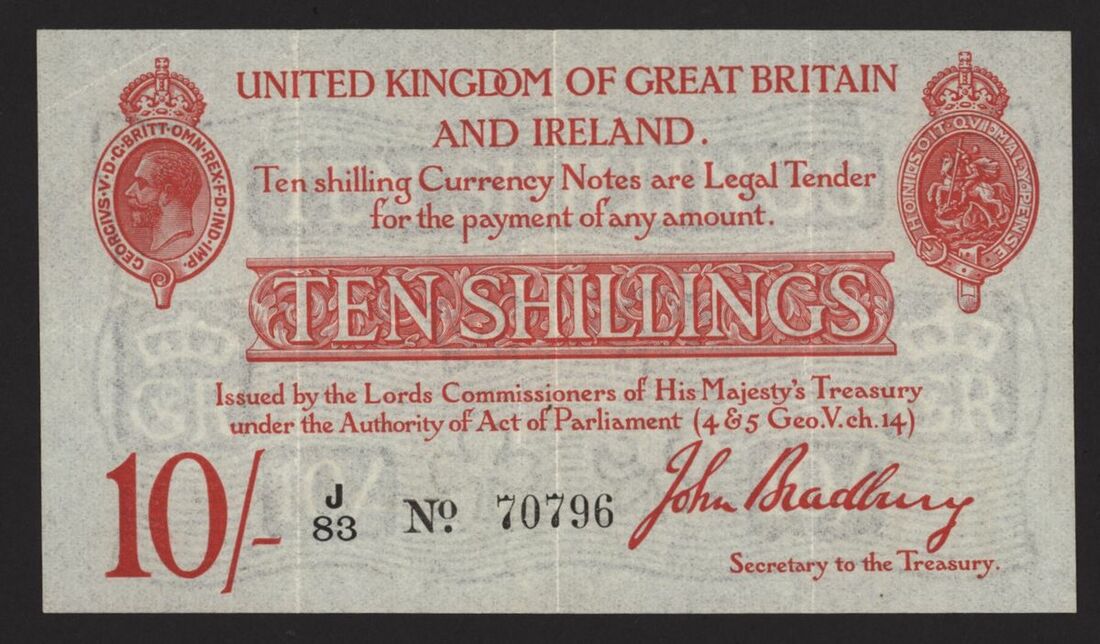 UNITED KINGDOM OF GREAT BRITAIN
AND IRELAND.
GEORGIVS·V·D·G·BRITT·OMN·REX·F·D·IND·IMP·
HONI·SOIT·QVI·MAL·Y·PENSE
Ten shilling Currency Notes are Legal Tender
for the payment of any amount.
TEN SHILLINGS
Issued by the Lords Commissioners of His Majesty's Treasury
under the Authority of Act of Parliament (4 & 5 Geo.V.ch.14)
10/-
J
83
No. 70796
John Bradbury
Secretary to the Treasury.